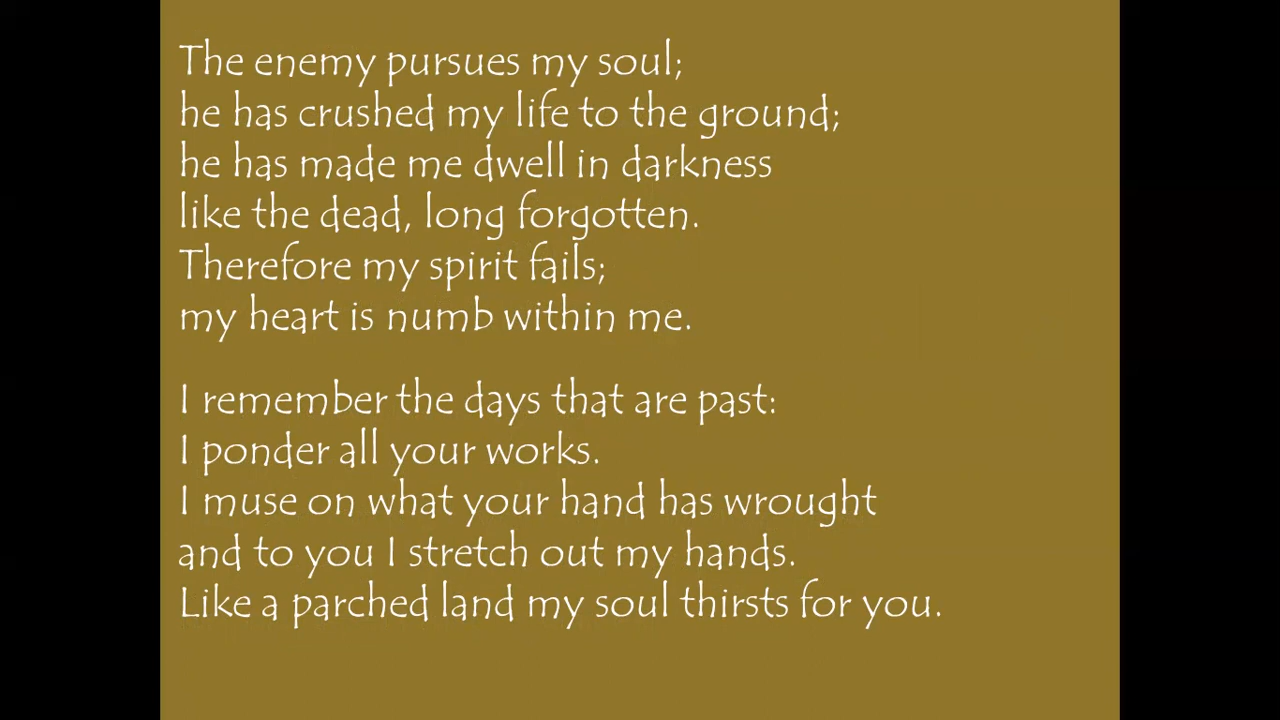 The enemy pursues my soul;
he has crushed my life to the ground;
he has made me dwell in darkness
like the dead, long forgotten.
Therefore my spirit fails;
my heart is numb within me.
I remember the days that are past:
I ponder all your works.
I muse on what your hand has wrought
and to you I stretch out my hands.
Like a parched land my soul thirsts for you.